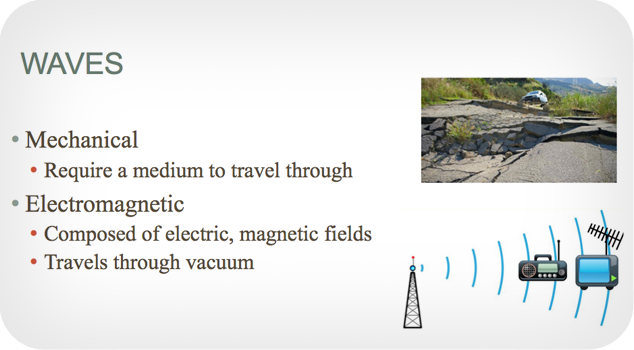 WAVES
• Mechanical
• Require a medium to travel through
• Electromagnetic
• Composed of electric, magnetic fields
• Travels through vacuum